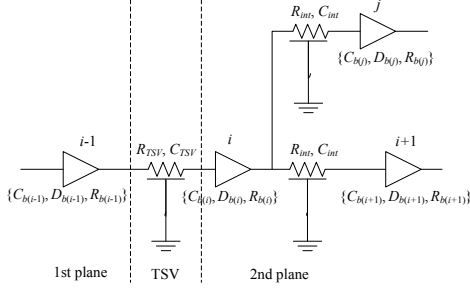 j
R_int, C_int
{C_b(j), D_b(j), R_b(j)}
i-1
R_TSV, C_TSV
i
R_int, C_int
i+1
{C_b(i-1), D_b(i-1), R_b(i-1)}
{C_b(i), D_b(i), R_b(i)}
{C_b(i+1), D_b(i+1), R_b(i+1)}
1st plane
TSV
2nd plane